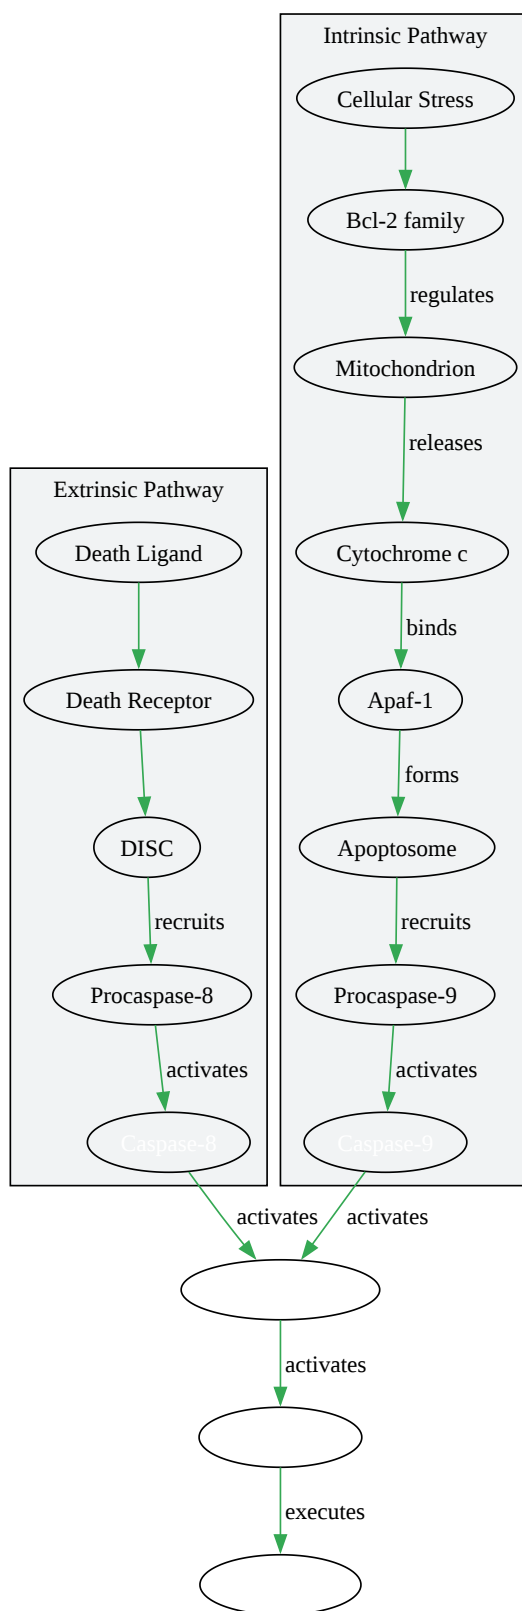 Intrinsic Pathway
Cellular Stress
Bcl-2 family
regulates
Mitochondrion
releases
Extrinsic Pathway
Death Ligand
Cytochrome c
binds
Death Receptor
Apaf-1
forms
DISC
Apoptosome
recruits
recruits
Procaspase-8
Procaspase-9
activates
activates
Caspase-8
Caspase-9
activates
activates
activates
executes